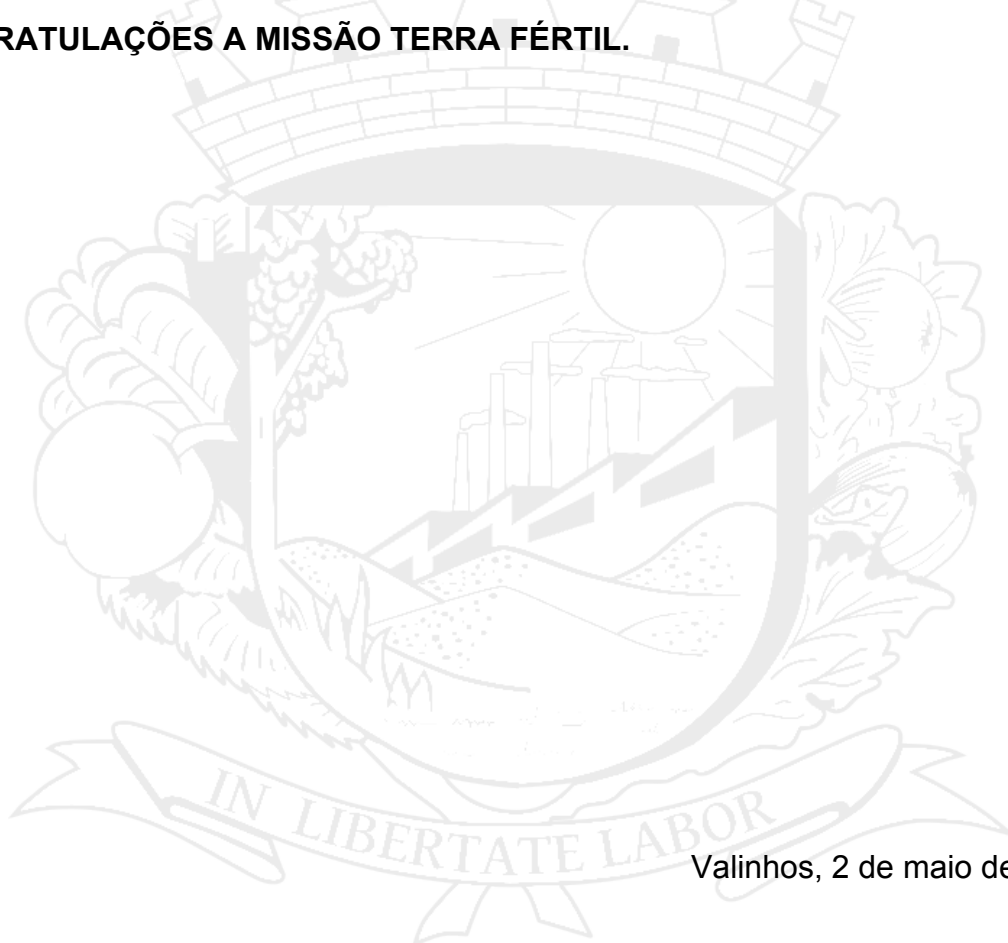 RATULAÇÕES A MISSÃO TERRA FÉRTIL.
IN LIBERTATE LABOR
Valinhos, 2 de maio de